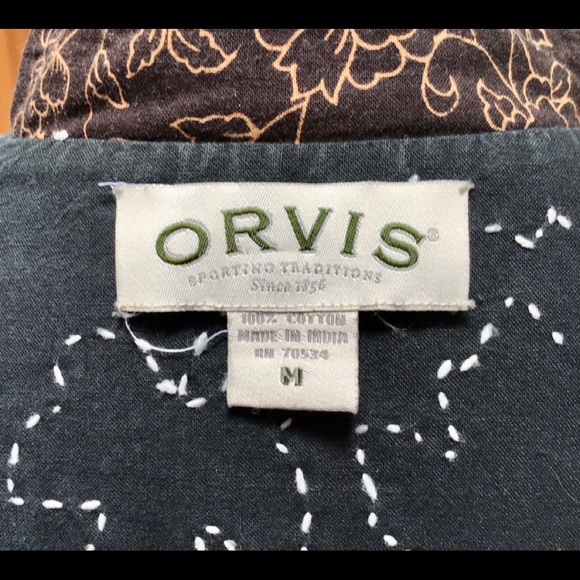 ORVIS®
SPORTING TRADITIONS
Since 1856
100% COTTON
MADE IN INDIA
RN 70534
M